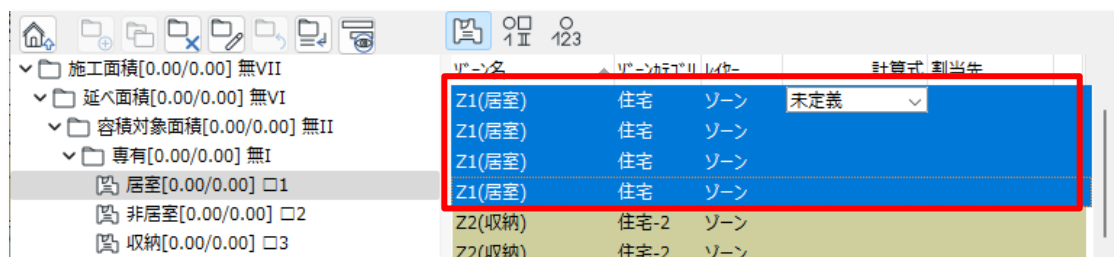 1 II 123
施工面積[0.00/0.00] 無VII
延べ面積[0.00/0.00] 無VI
容積対象面積[0.00/0.00] 無II
専有[0.00/0.00] 無I
居室[0.00/0.00] □1
非居室[0.00/0.00] □2
収納[0.00/0.00] □3
ｿﾞｰﾝ名 ｿﾞｰﾝｶﾃｺﾞﾘ ﾚｲﾔｰ 計算式 割当先
Z1(居室) 住宅 ゾーン 未定義
Z1(居室) 住宅 ゾーン
Z1(居室) 住宅 ゾーン
Z1(居室) 住宅 ゾーン
Z2(収納) 住宅-2 ゾーン
Z2(収納) 住宅-2 ゾーン